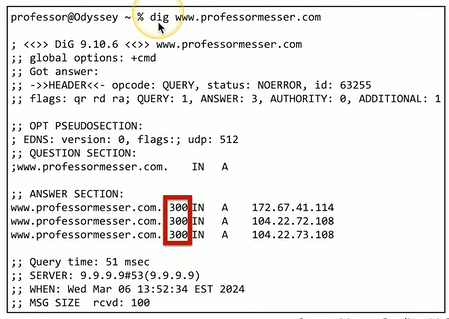 professor@Odyssey ~ % dig www.professormesser.com
; <<>> DiG 9.10.6 <<>> www.professormesser.com
;; global options: +cmd
;; Got answer:
;; ->>HEADER<<- opcode: QUERY, status: NOERROR, id: 63255
;; flags: qr rd ra; QUERY: 1, ANSWER: 3, AUTHORITY: 0, ADDITIONAL: 1
;; OPT PSEUDOSECTION:
; EDNS: version: 0, flags:; udp: 512
;; QUESTION SECTION:
;www.professormesser.com. IN A
;; ANSWER SECTION:
www.professormesser.com. 300 IN A 172.67.41.114
www.professormesser.com. 300 IN A 104.22.72.108
www.professormesser.com. 300 IN A 104.22.73.108
;; Query time: 51 msec
;; SERVER: 9.9.9.9#53(9.9.9.9)
;; WHEN: Wed Mar 06 13:52:34 EST 2024
;; MSG SIZE rcvd: 100